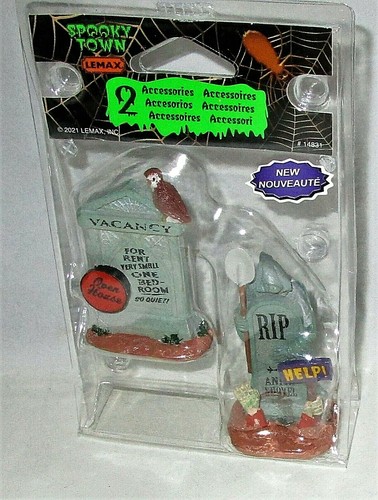 SPOOKY
TOWN
LEMAX
2
Accessories Accessoires
Accesorios Accessoires
Accessoires Accessori
© 2021 LEMAX, INC
# 14831
NEW
NOUVEAUTÉ
VACANCY
FOR
RENT
VERY SMALL
ONE
BED-
ROOM
SO QUIET!
Open
House
RIP
HELP!
SHOVEL